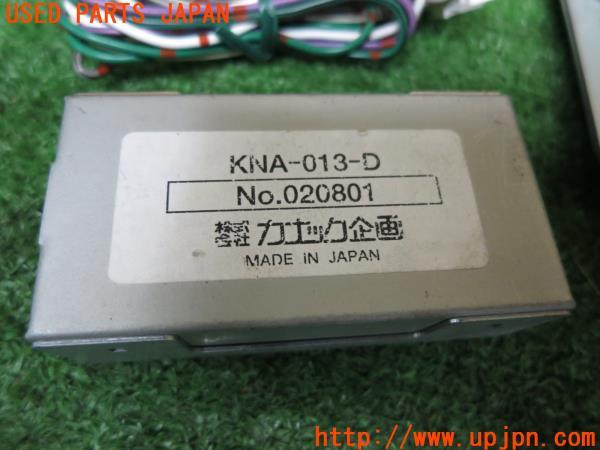 USED PARTS JAPAN
KNA-013-D
No.020801
株式会社 カナック企画
MADE IN JAPAN
http://www.upjpn.com